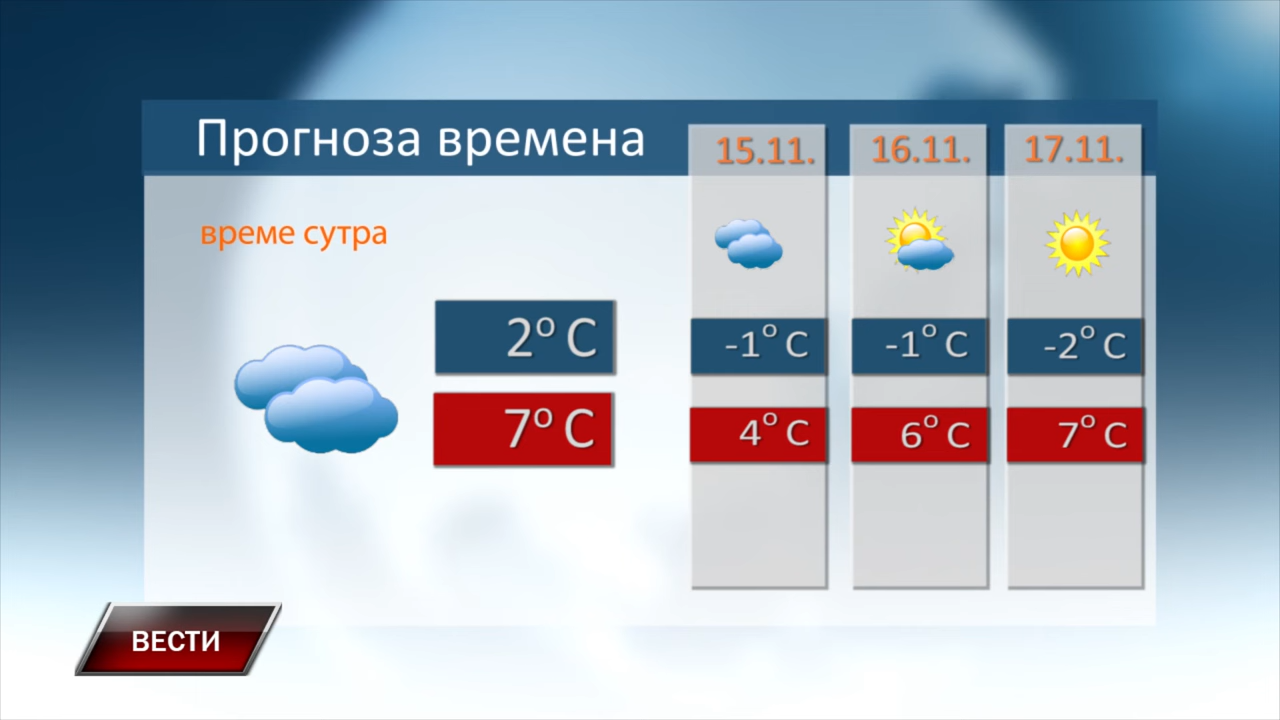 Прогноза времена
време сутра
2° C
7° C
15.11.
-1° C
4° C
16.11.
-1° C
6° C
17.11.
-2° C
7° C
ВЕСТИ